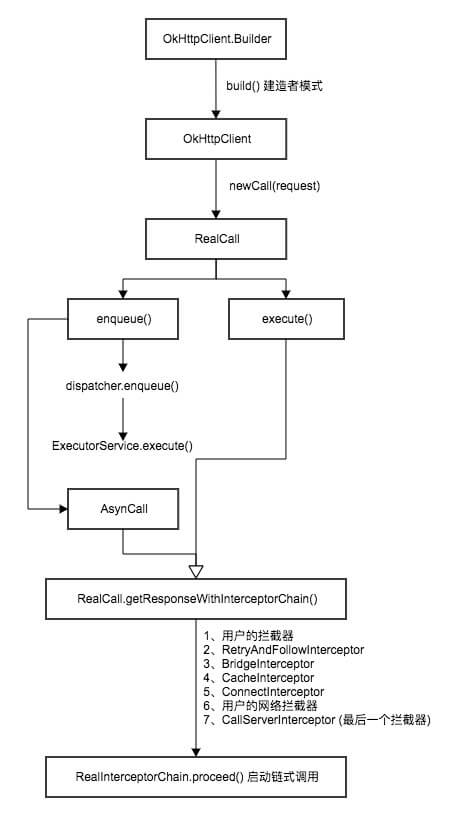 OkHttpClient.Builder
build() 建造者模式
OkHttpClient
newCall(request)
RealCall
enqueue()
execute()
dispatcher.enqueue()
ExecutorService.execute()
AsynCall
RealCall.getResponseWithInterceptorChain()
1、用户的拦截器
2、RetryAndFollowInterceptor
3、BridgeInterceptor
4、CacheInterceptor
5、ConnectInterceptor
6、用户的网络拦截器
7、CallServerInterceptor (最后一个拦截器)
RealInterceptorChain.proceed() 启动链式调用